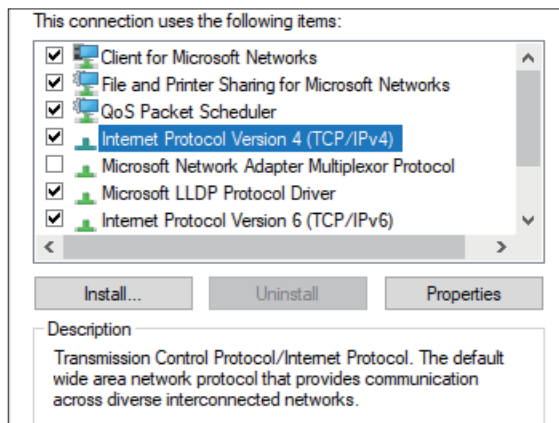 This connection uses the following items:
Client for Microsoft Networks
File and Printer Sharing for Microsoft Networks
QoS Packet Scheduler
Internet Protocol Version 4 (TCP/IPv4)
Microsoft Network Adapter Multiplexor Protocol
Microsoft LLDP Protocol Driver
Internet Protocol Version 6 (TCP/IPv6)
Install... Uninstall Properties
Description
Transmission Control Protocol/Internet Protocol. The default
wide area network protocol that provides communication
across diverse interconnected networks.